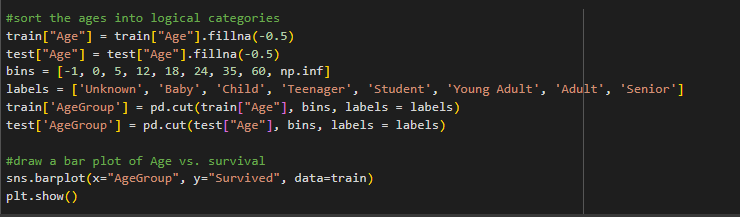 #sort the ages into logical categories
train["Age"] = train["Age"].fillna(-0.5)
test["Age"] = test["Age"].fillna(-0.5)
bins = [-1, 0, 5, 12, 18, 24, 35, 60, np.inf]
labels = ['Unknown', 'Baby', 'Child', 'Teenager', 'Student', 'Young Adult', 'Adult', 'Senior']
train['AgeGroup'] = pd.cut(train["Age"], bins, labels = labels)
test['AgeGroup'] = pd.cut(test["Age"], bins, labels = labels)
#draw a bar plot of Age vs. survival
sns.barplot(x="AgeGroup", y="Survived", data=train)
plt.show()